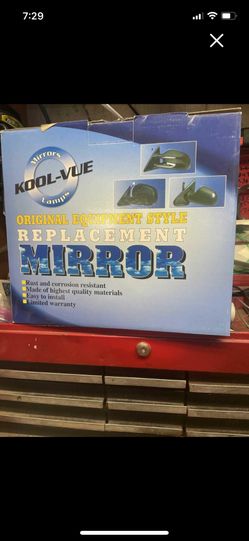 7:29
Mirrors
KOOL-VUE
Lamps
ORIGINAL EQUIPMENT STYLE
REPLACEMENT
MIRROR
Rust and corrosion resistant
Made of highest quality materials
Easy to install
Limited warranty